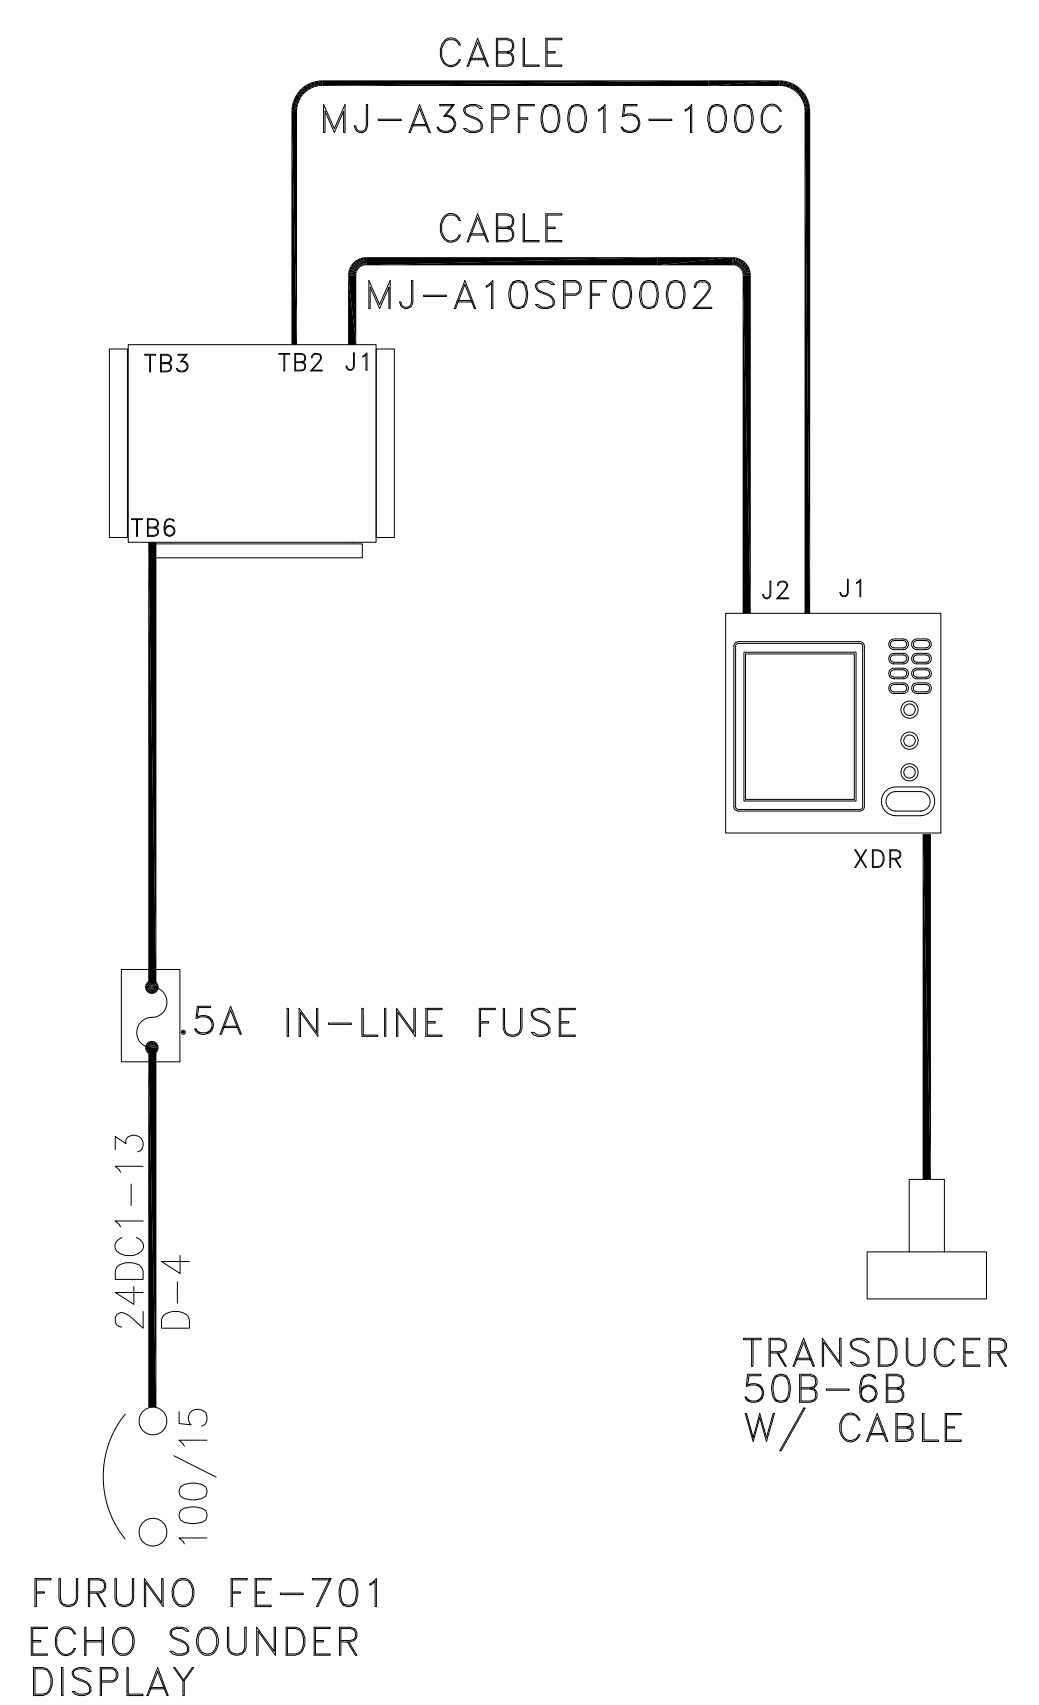 CABLE
MJ-A3SPF0015-100C
CABLE
MJ-A10SPF0002
TB3
TB2
J1
TB6
J2
J1
XDR
.5A IN-LINE FUSE
24DC1-13
D-4
100/15
TRANSDUCER
50B-6B
W/ CABLE
FURUNO FE-701
ECHO SOUNDER
DISPLAY